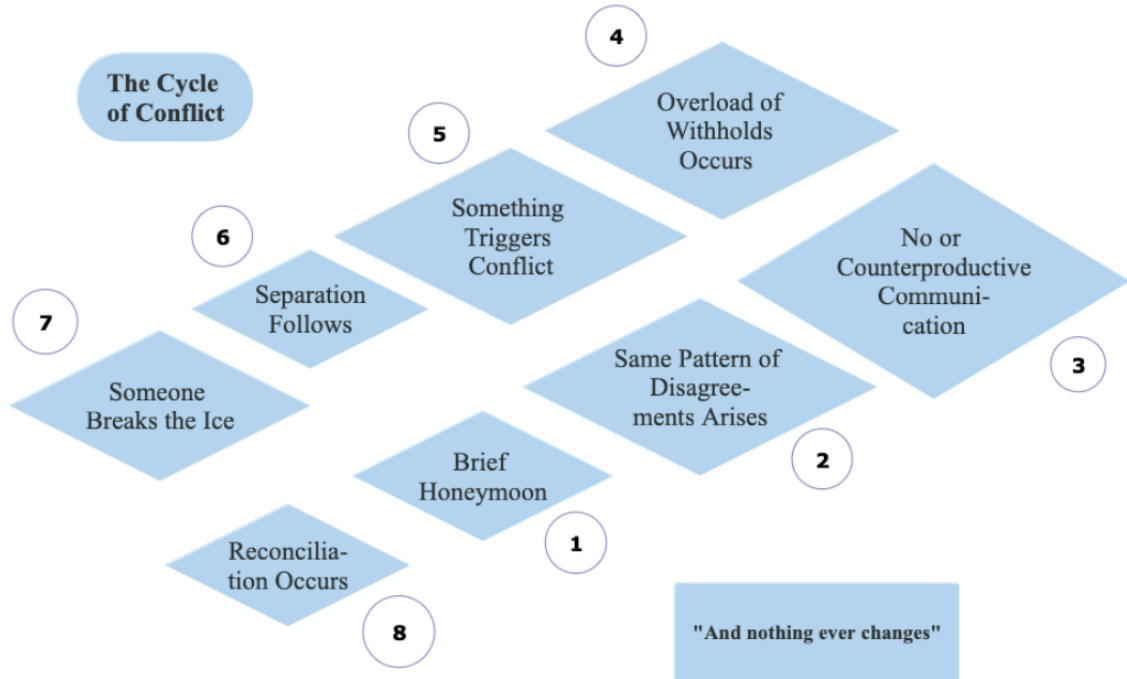 The Cycle
of Conflict
4
Overload of
Withholds
Occurs
5
Something
Triggers
Conflict
No or
Counterproductive
Communi-
cation
3
6
Separation
Follows
7
Someone
Breaks the Ice
Same Pattern of
Disagree-
ments Arises
2
Brief
Honeymoon
1
Reconcilia-
tion Occurs
8
"And nothing ever changes"